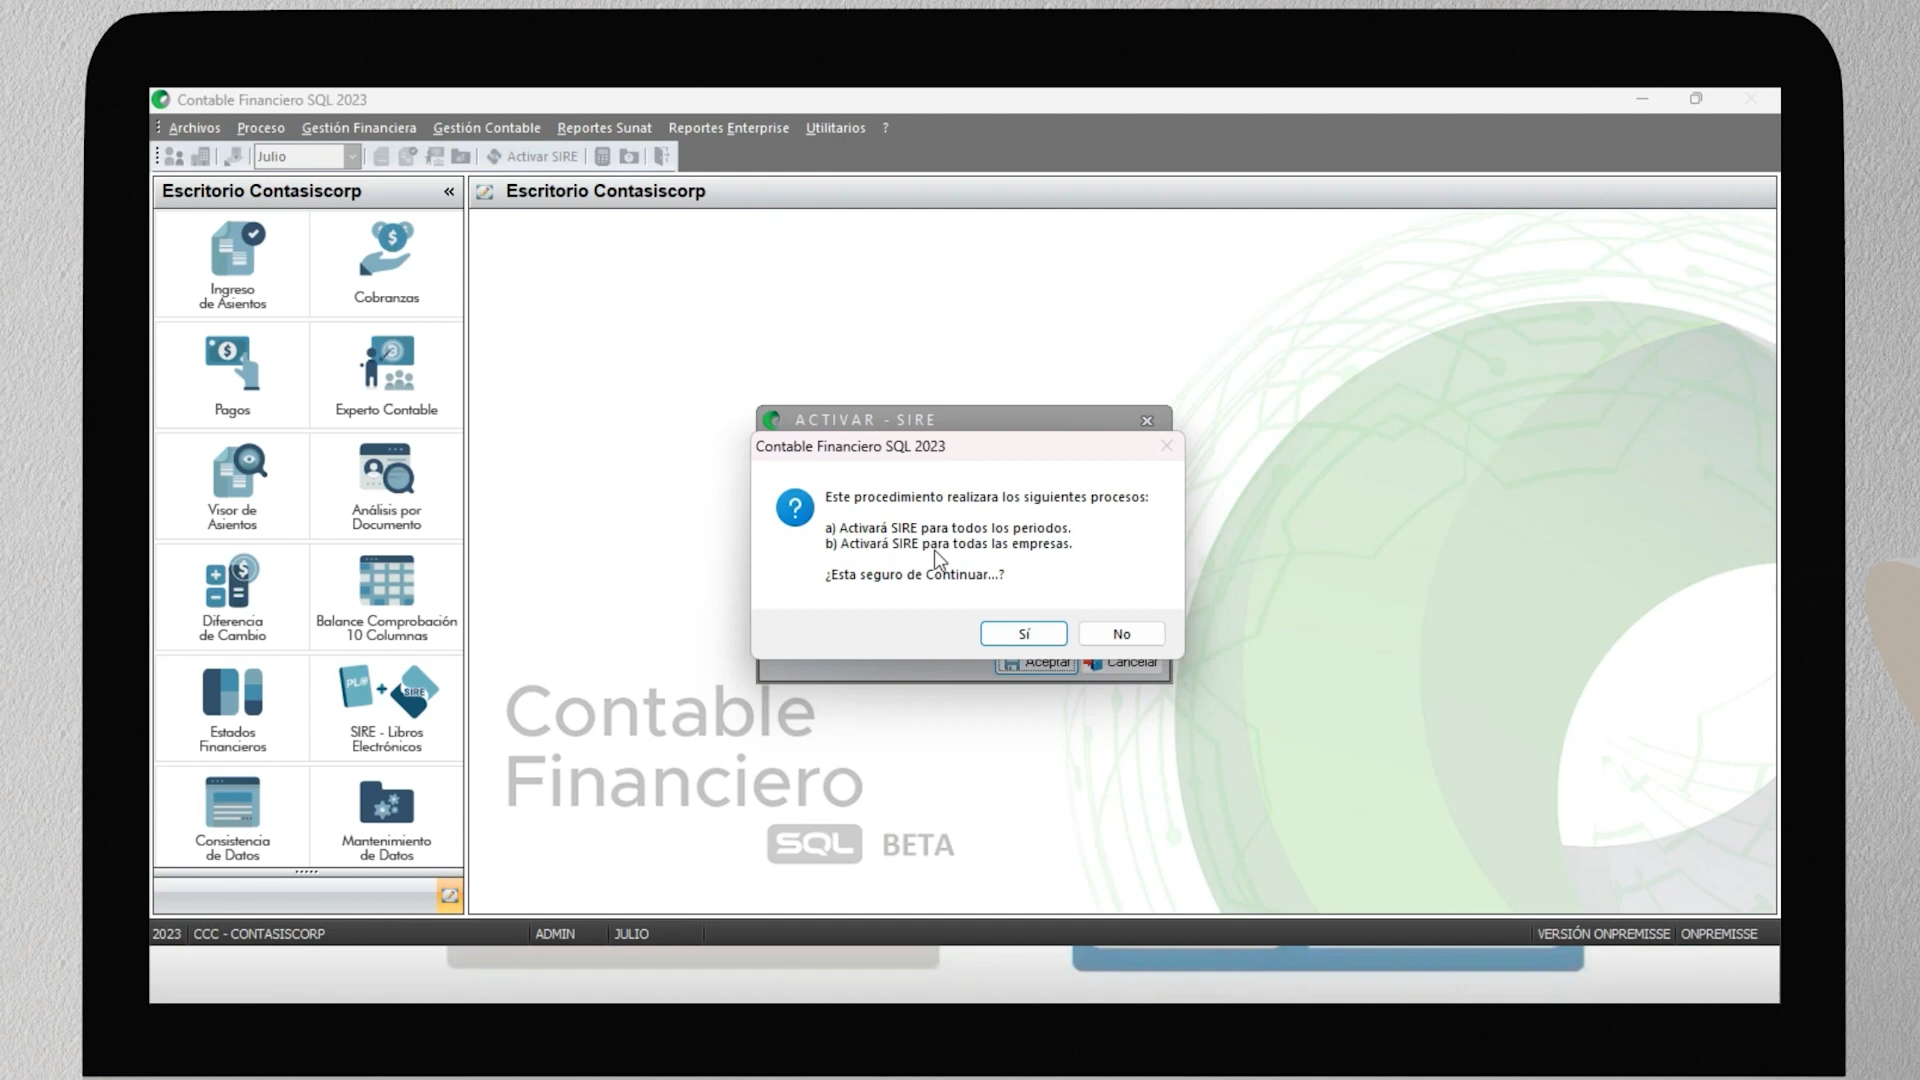 Contable Financiero SQL 2023
Archivos Proceso Gestión Financiera Gestión Contable Reportes Sunat Reportes Enterprise Utilitarios ?
Julio Activar SIRE
Escritorio Contasiscorp «
Escritorio Contasiscorp
Ingreso
de Asientos
Cobranzas
Pagos
Experto Contable
Visor de
Asientos
Análisis por
Documento
Diferencia
de Cambio
Balance Comprobación
10 Columnas
Estados
Financieros
PLe + SIRE
SIRE - Libros
Electrónicos
Consistencia
de Datos
Mantenimiento
de Datos
ACTIVAR - SIRE
Contable Financiero SQL 2023
Este procedimiento realizara los siguientes procesos:
a) Activará SIRE para todos los periodos.
b) Activará SIRE para todas las empresas.
¿Esta seguro de Continuar...?
Sí No
Aceptar Cancelar
Contable
Financiero
SQL BETA
2023 CCC - CONTASISCORP ADMIN JULIO VERSIÓN ONPREMISSE ONPREMISSE